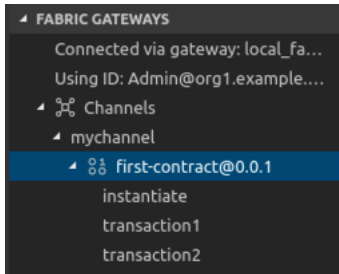 FABRIC GATEWAYS
Connected via gateway: local_fa...
Using ID: Admin@org1.example....
Channels
mychannel
first-contract@0.0.1
instantiate
transaction1
transaction2